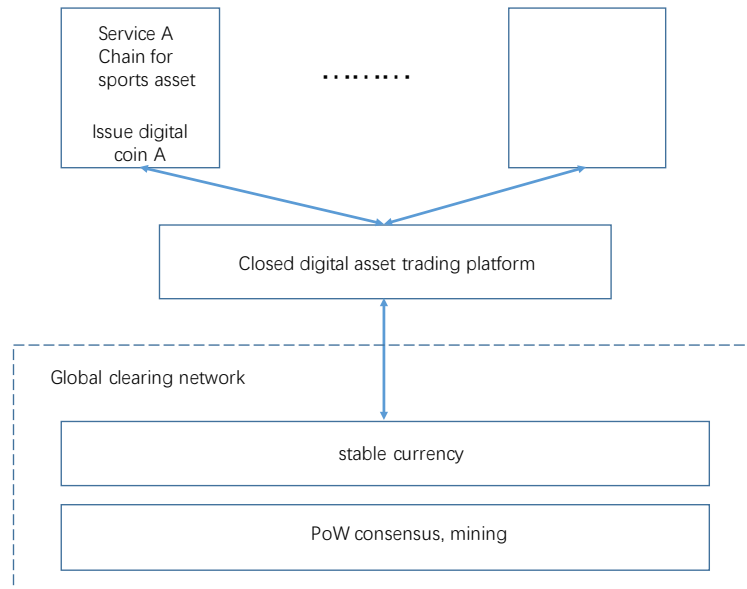 Service A
Chain for
sports asset
Issue digital
coin A
………
Closed digital asset trading platform
Global clearing network
stable currency
PoW consensus, mining